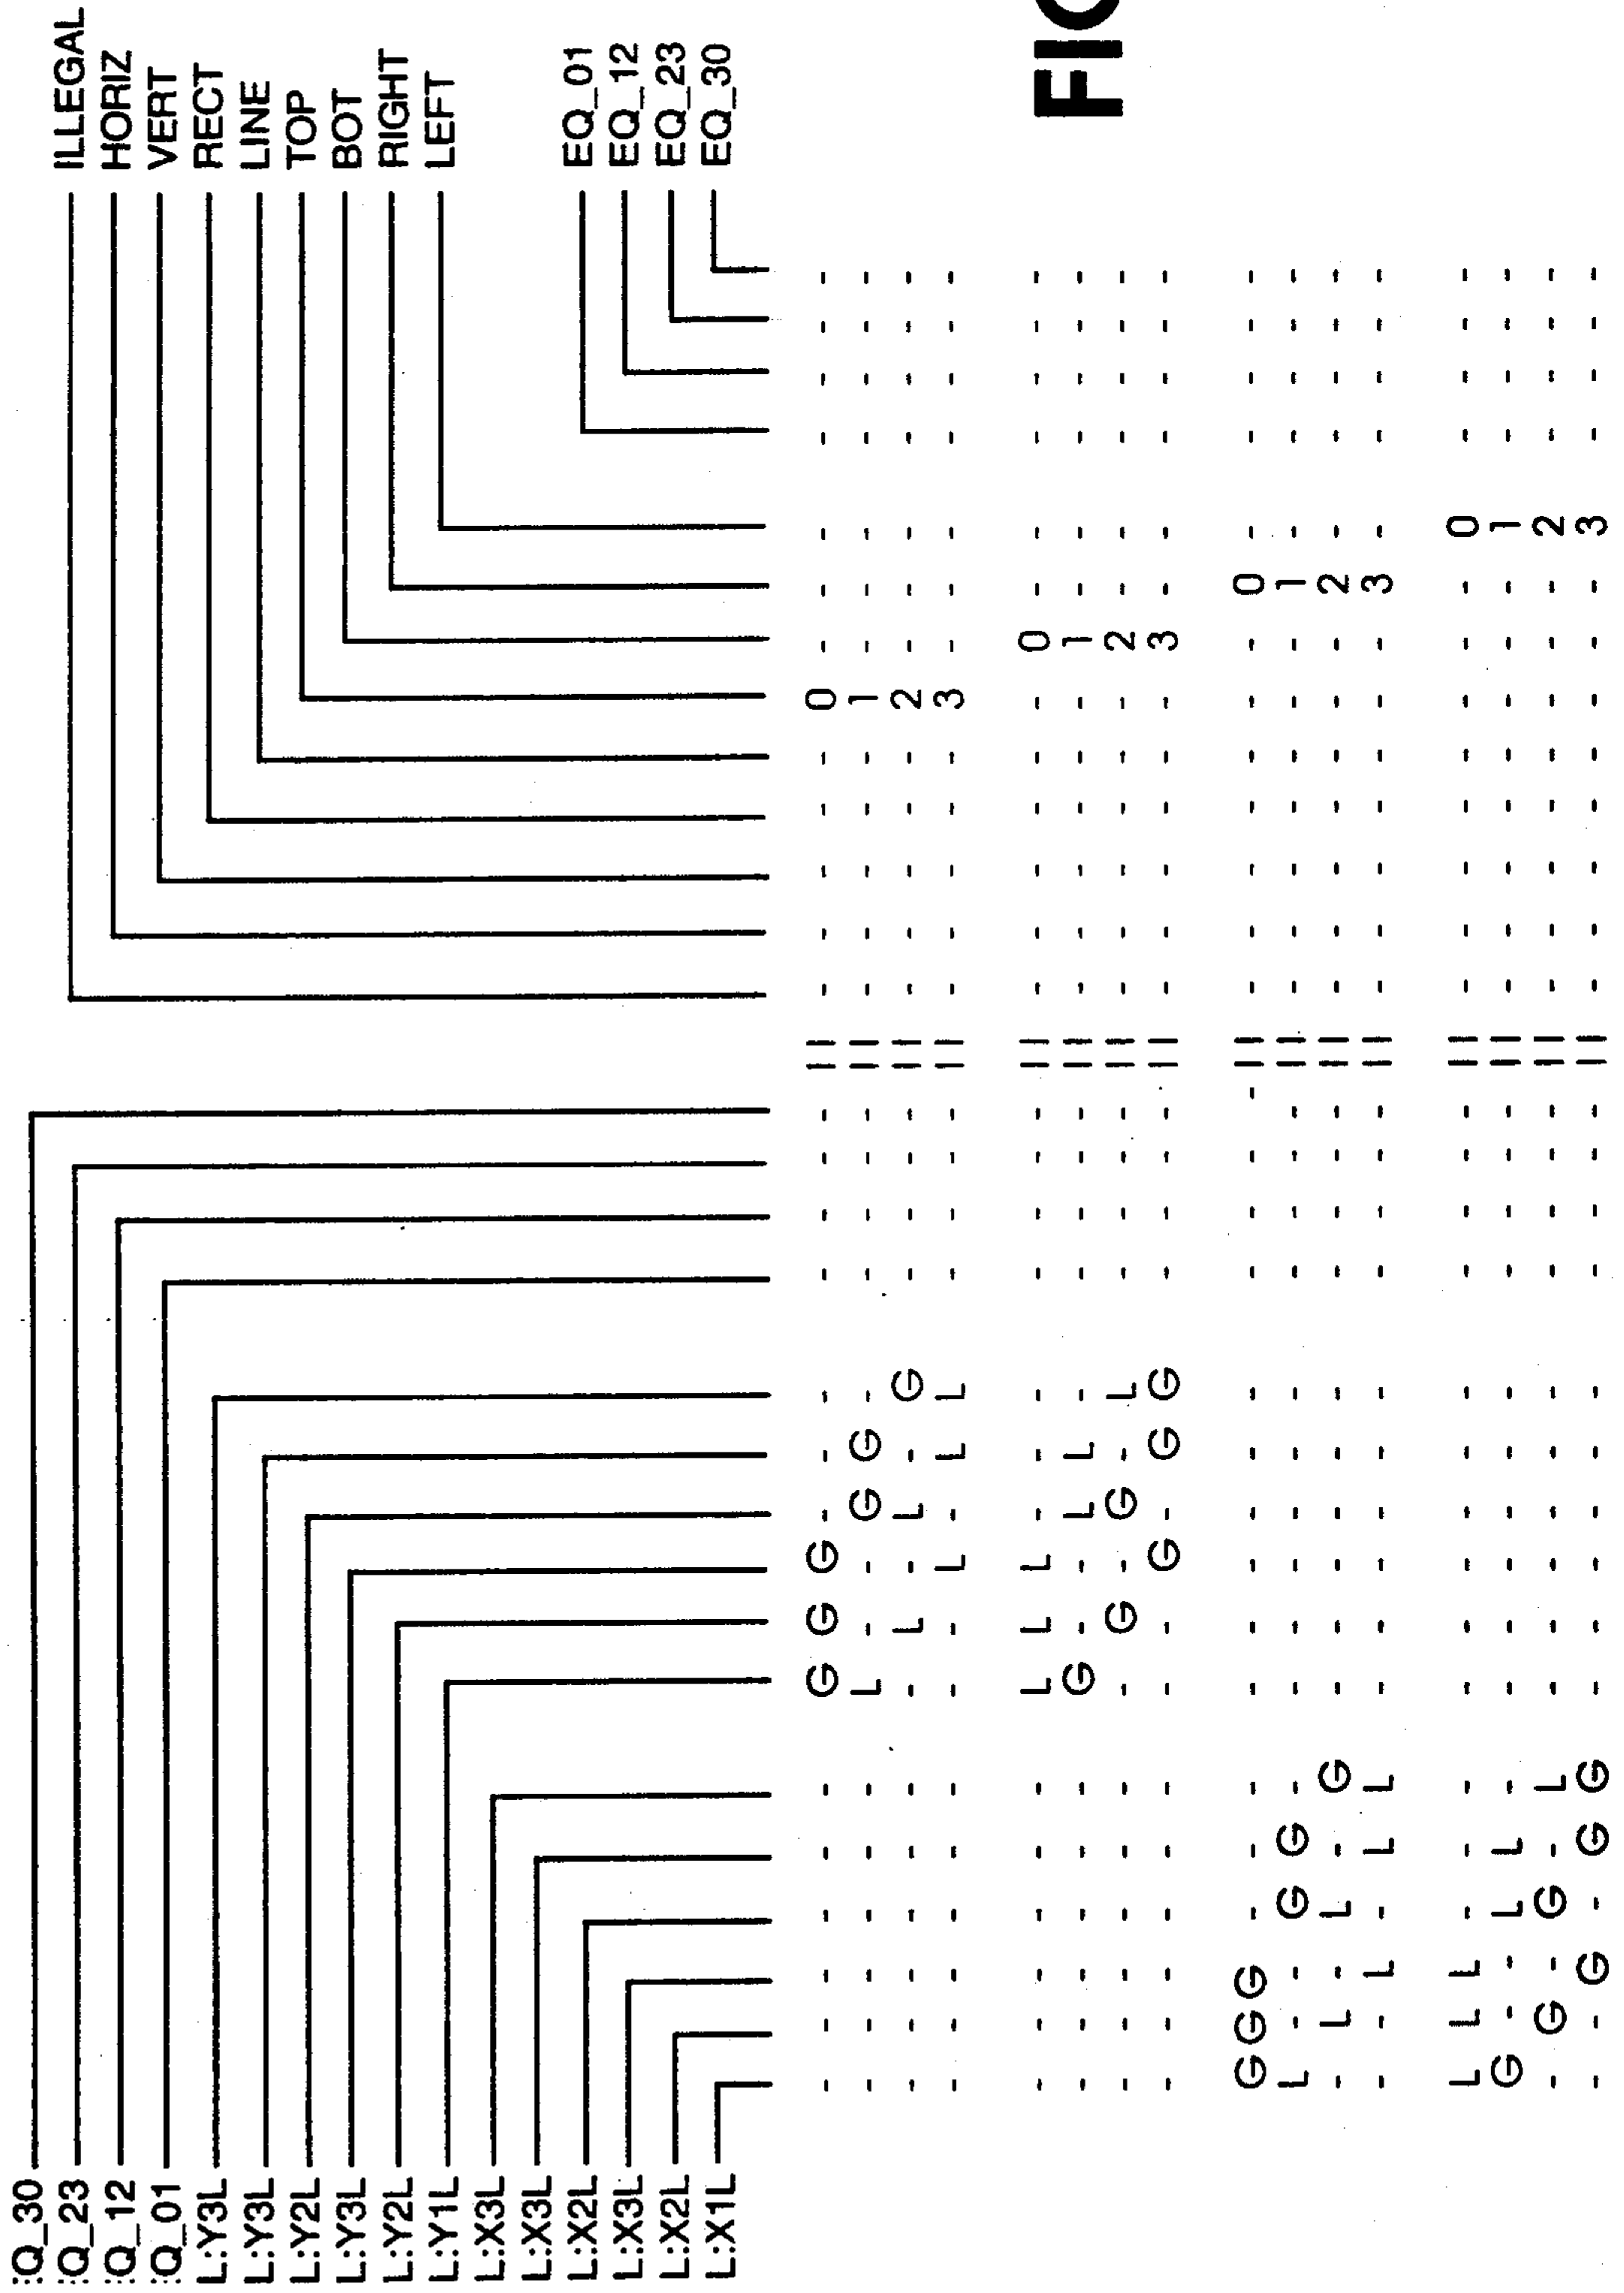 :Q_30
:Q_23 ILLEGAL
:Q_12 HORIZ
:Q_01 VERT
L:Y3L RECT
L:Y3L LINE
L:Y2L TOP
L:Y3L BOT
L:Y2L RIGHT
L:Y1L LEFT
L:X3L
L:X3L
L:X2L EQ_01
L:X3L EQ_12
L:X2L EQ_23
L:X1L EQ_30
- - - - - - G G G - - - - - - - || - - - - - 0 - - - - - - -
- - - - - - L - - G G - - - - - || - - - - - 1 - - - - - - -
- - - - - - - L - L - G - - - - || - - - - - 2 - - - - - - -
- - - - - - - - L - L L - - - - || - - - - - 3 - - - - - - -
- - - - - - L L L - - - - - - - || - - - - - - 0 - - - - - -
- - - - - - G - - L L - - - - - || - - - - - - 1 - - - - - -
- - - - - - - G - G - L - - - - || - - - - - - 2 - - - - - -
- - - - - - - - G - G G - - - - || - - - - - - 3 - - - - - -
FIG
G G G - - - - - - - - - - - - - || - - - - - - - 0 - - - - -
L - - G G - - - - - - - - - - - || - - - - - - - 1 - - - - -
- L - L - G - - - - - - - - - - || - - - - - - - 2 - - - - -
- - L - L L - - - - - - - - - - || - - - - - - - 3 - - - - -
L L L - - - - - - - - - - - - - || - - - - - - - - 0 - - - -
G - - L L - - - - - - - - - - - || - - - - - - - - 1 - - - -
- G - G - L - - - - - - - - - - || - - - - - - - - 2 - - - -
- - G - G G - - - - - - - - - - || - - - - - - - - 3 - - - -